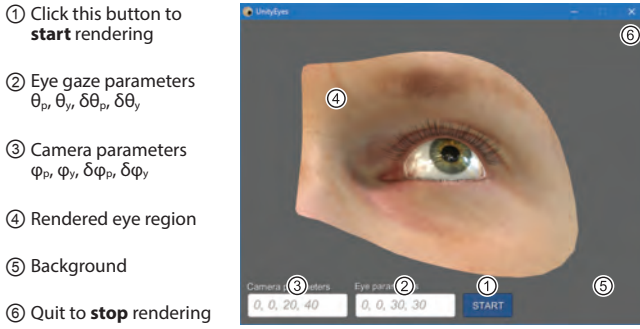 ① Click this button to
start rendering
② Eye gaze parameters
θp, θy, δθp, δθy
③ Camera parameters
φp, φy, δφp, δφy
④ Rendered eye region
⑤ Background
⑥ Quit to stop rendering
UnityEyes
⑥
④
③
②
①
⑤
Camera parameters
Eye
0, 0, 20, 40
0, 0, 30, 30
START